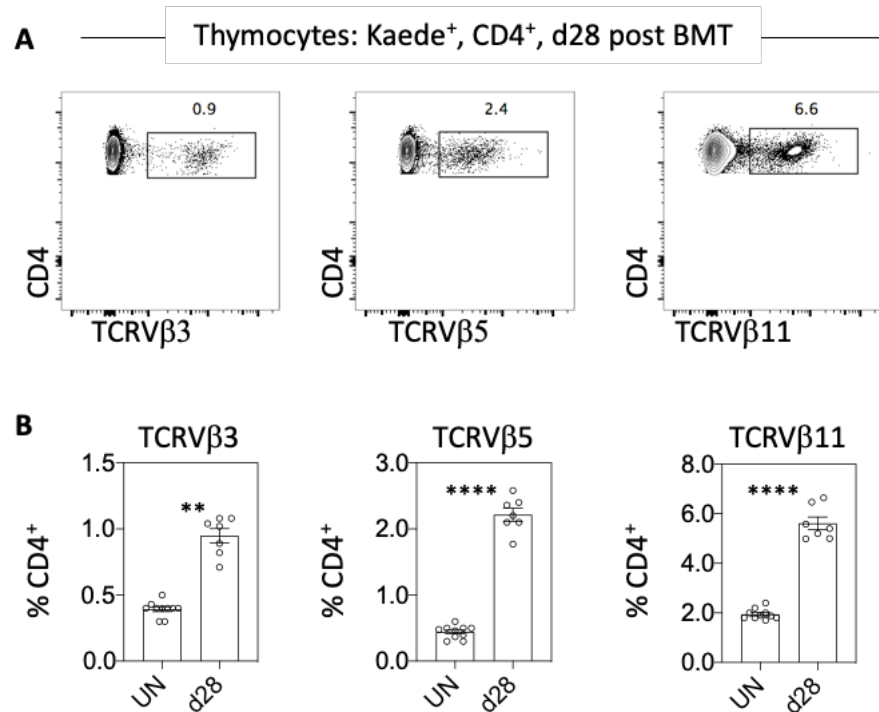 A
Thymocytes: Kaede⁺, CD4⁺, d28 post BMT
0.9
2.4
6.6
CD4
CD4
CD4
TCRVβ3
TCRVβ5
TCRVβ11
B
TCRVβ3
TCRVβ5
TCRVβ11
% CD4⁺
1.5
1.0
0.5
0.0
**
UN
d28
% CD4⁺
3.0
2.0
1.0
0.0
****
UN
d28
% CD4⁺
8.0
6.0
4.0
2.0
0.0
****
UN
d28